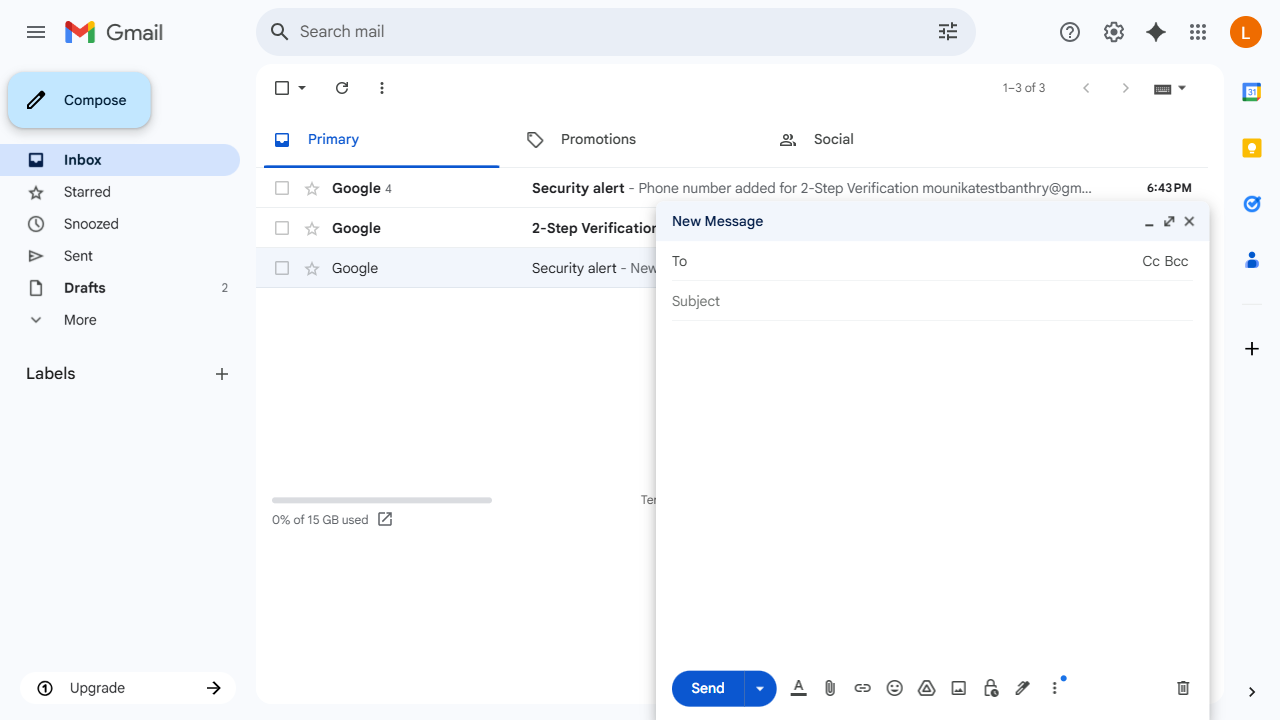 Gmail
Search mail
L
Compose
1–3 of 3
31
Primary
Promotions
Social
Inbox
Starred
Snoozed
Sent
Drafts 2
More
Labels
Google 4 Security alert - Phone number added for 2-Step Verification mounikatestbanthry@gm... 6:43 PM
Google 2-Step Verification
Google Security alert - New
New Message
To Cc Bcc
Subject
0% of 15 GB used
Ter
Send
Upgrade